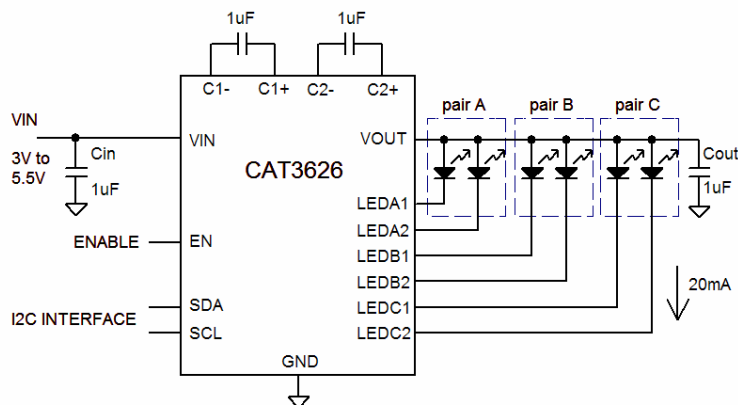 1uF
1uF
C1-
C1+
C2-
C2+
pair A
pair B
pair C
VIN
VIN
VOUT
3V to
5.5V
Cin
1uF
CAT3626
Cout
1uF
LEDA1
LEDA2
ENABLE
EN
LEDB1
LEDB2
20mA
SDA
LEDC1
I2C INTERFACE
SCL
LEDC2
GND